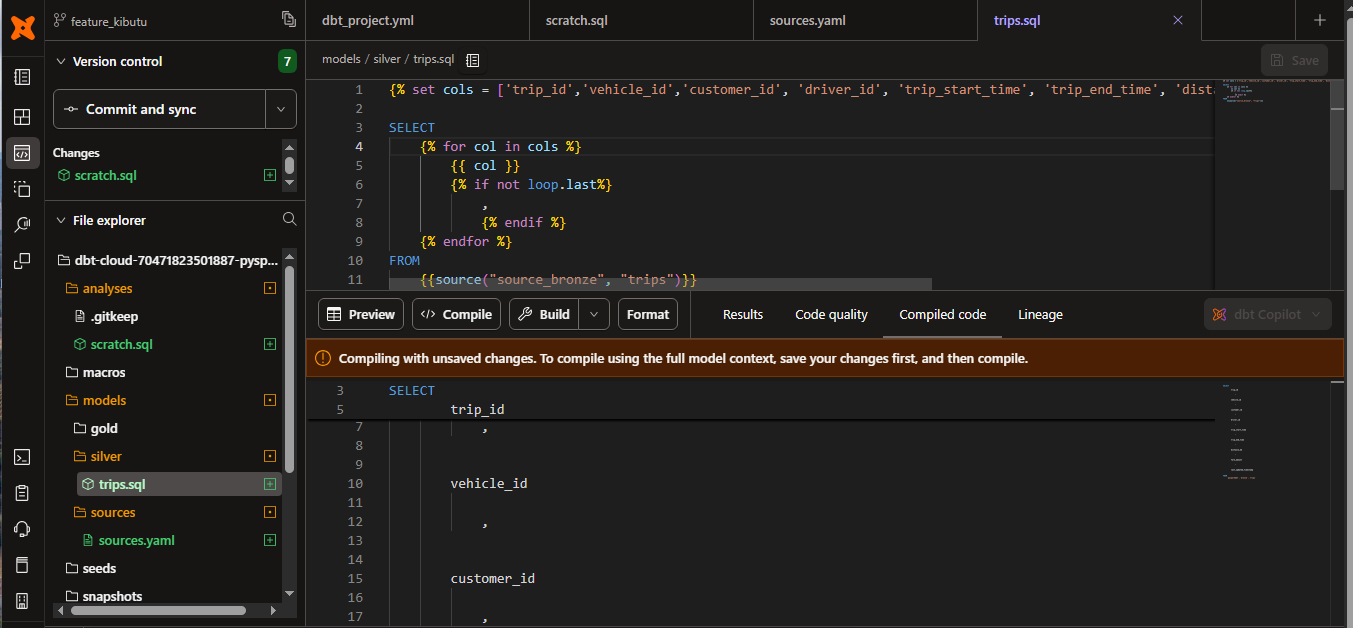 feature_kibutu
Version control
7
Commit and sync
Changes
scratch.sql
File explorer
dbt-cloud-70471823501887-pysp...
analyses
.gitkeep
scratch.sql
macros
models
gold
silver
trips.sql
sources
sources.yaml
seeds
snapshots
dbt_project.yml
scratch.sql
sources.yaml
trips.sql
models / silver / trips.sql
Save
1 {% set cols = ['trip_id','vehicle_id','customer_id', 'driver_id', 'trip_start_time', 'trip_end_time', 'dista
2
3 SELECT
4 {% for col in cols %}
5 {{ col }}
6 {% if not loop.last%}
7 ,
8 {% endif %}
9 {% endfor %}
10 FROM
11 {{source("source_bronze", "trips")}}
Preview
Compile
Build
Format
Results
Code quality
Compiled code
Lineage
dbt Copilot
Compiling with unsaved changes. To compile using the full model context, save your changes first, and then compile.
3 SELECT
5 trip_id
7 ,
8
9
10 vehicle_id
11
12 ,
13
14
15 customer_id
16
17 ,